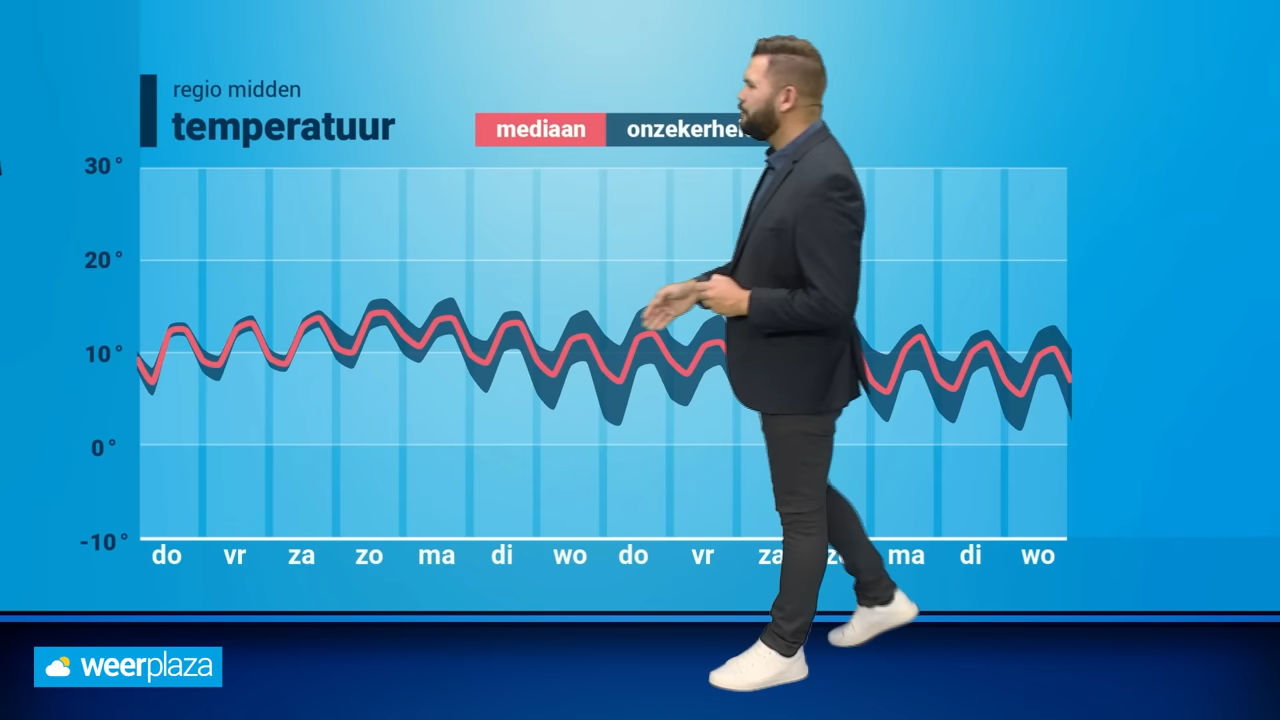 regio midden
temperatuur
mediaan
30°
20°
10°
0°
-10°
do vr za zo ma di wo do vr ma di wo
weerplaza